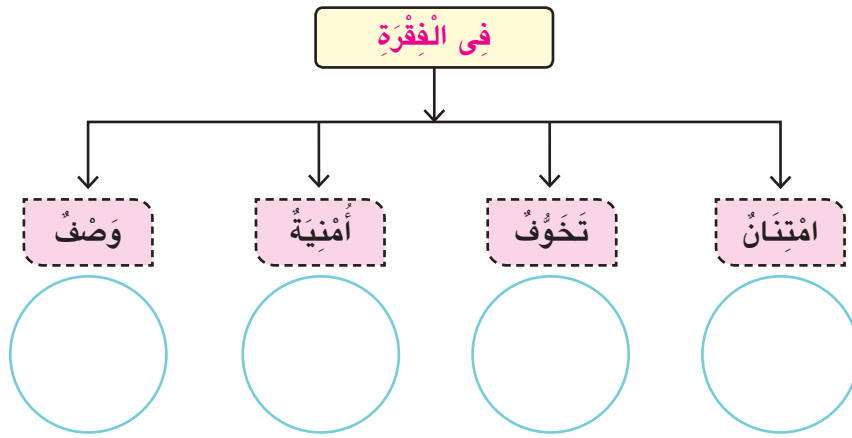 فِى الْفِقْرَةِ
امْتِنَانٌ
تَخَوُّفٌ
أُمْنِيَةٌ
وَصْفٌ